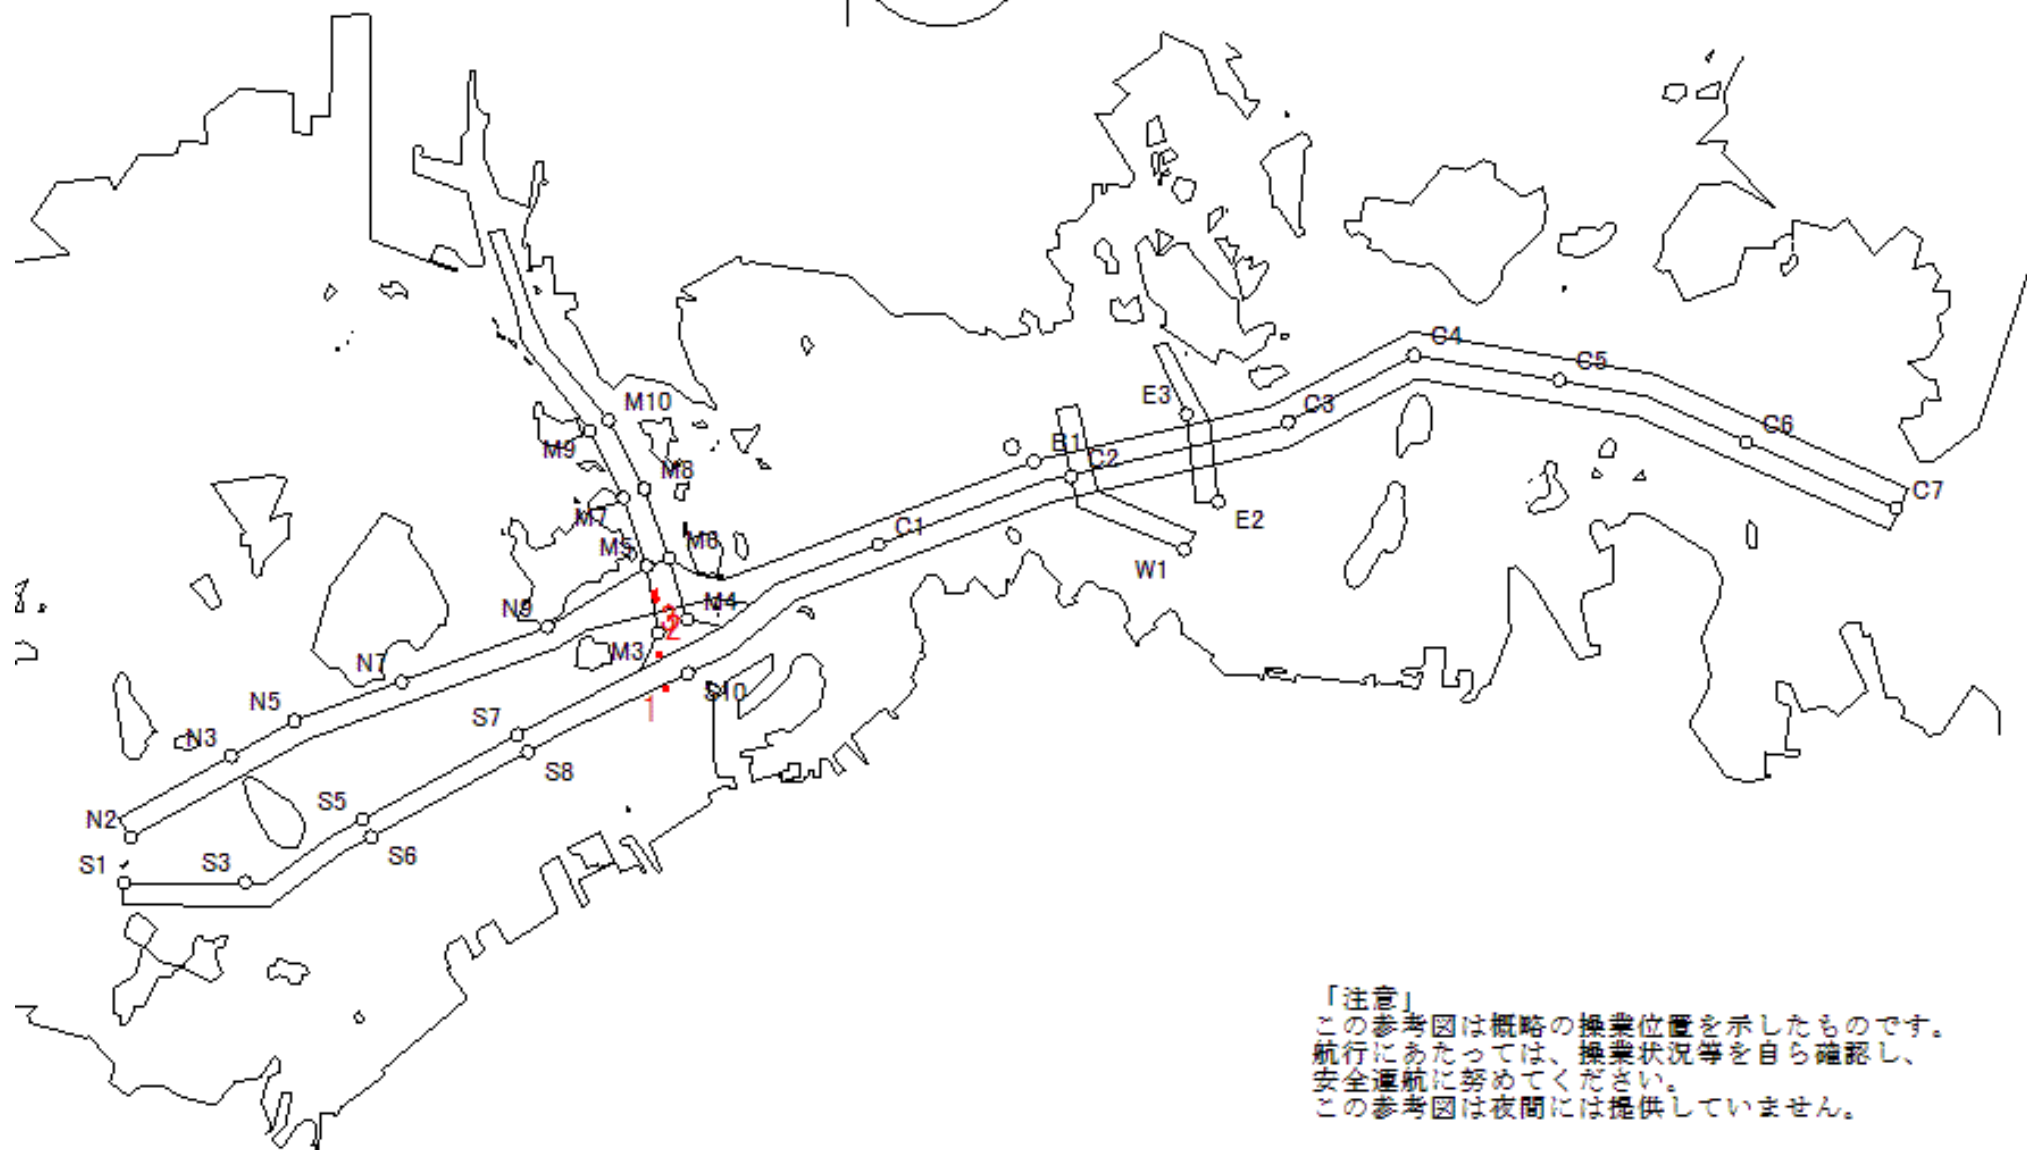 C4
C5
E3
M10
C3
C6
B1
M9
C2
M8
C7
M7
E2
C1
M6
M5
W1
N9
M4
3
2
M3
N7
S10
N5
1
S7
N3
S8
S5
N2
S6
S1
S3
「注意」
この参考図は概略の操業位置を示したものです。
航行にあたっては、操業状況等を自ら確認し、
安全運航に努めてください。
この参考図は夜間には提供していません。